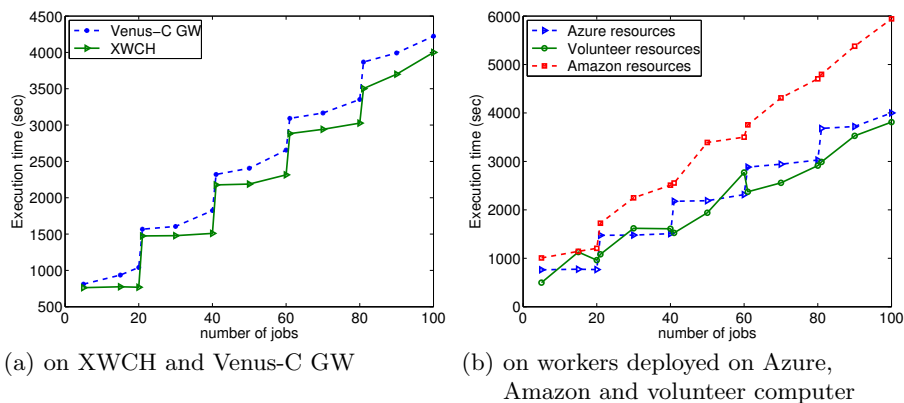 4500
4000
3500
3000
2500
2000
1500
1000
500
0
20
40
60
80
100
number of jobs
Execution time (sec)
Venus-C GW
XWCH
(a) on XWCH and Venus-C GW
6000
5000
4000
3000
2000
1000
0
0
20
40
60
80
100
number of jobs
Execution time (sec)
Azure resources
Volunteer resources
Amazon resources
(b) on workers deployed on Azure,
Amazon and volunteer computer